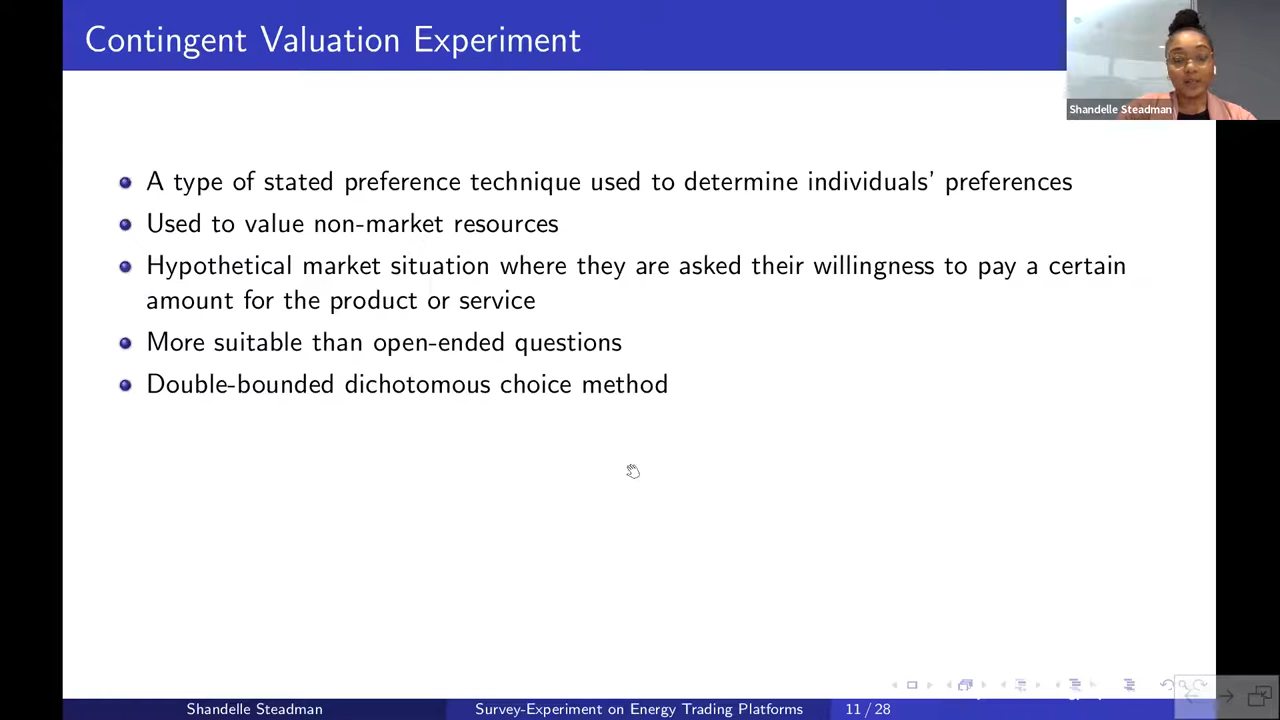 Contingent Valuation Experiment
Shandelle Steadman
A type of stated preference technique used to determine individuals' preferences
Used to value non-market resources
Hypothetical market situation where they are asked their willingness to pay a certain
amount for the product or service
More suitable than open-ended questions
Double-bounded dichotomous choice method
Shandelle Steadman
Survey-Experiment on Energy Trading Platforms
11 / 28